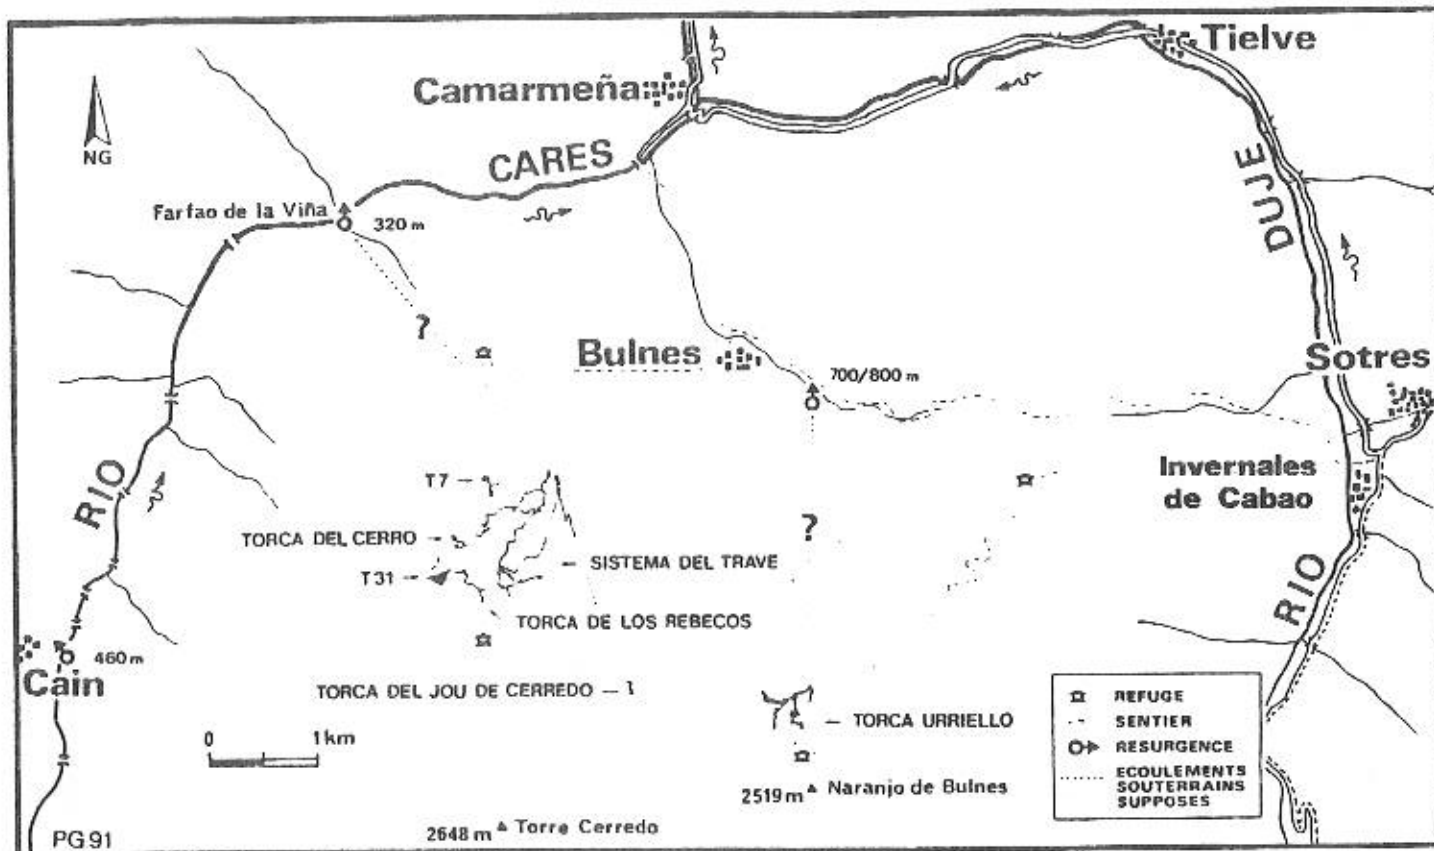 Tielve
Camarmeña
NG
CARES
DUJE
Farfao de la Viña
320 m
?
Bulnes
700/800 m
Sotres
RIO
T7
Invernales
de Cabao
TORCA DEL CERRO
?
SISTEMA DEL TRAVE
T31
RIO
TORCA DE LOS REBECOS
460 m
Cain
TORCA DEL JOU DE CERREDO
TORCA URRIELLO
0 1 km
2519 m Naranjo de Bulnes
2648 m Torre Cerredo
PG 91
REFUGE
SENTIER
RESURGENCE
ECOULEMENTS
SOUTERRAINS
SUPPOSES